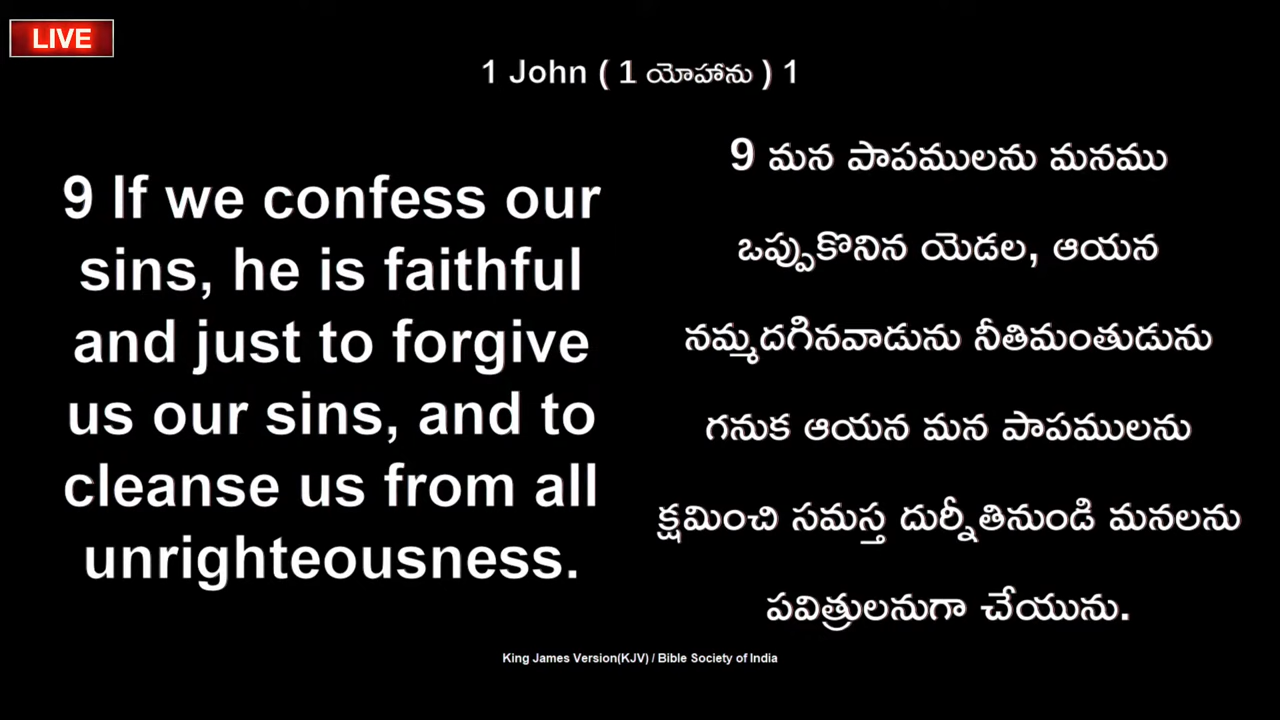 LIVE
1 John ( 1 యోహాను ) 1
9 If we confess our
sins, he is faithful
and just to forgive
us our sins, and to
cleanse us from all
unrighteousness.
9 మన పాపములను మనము
ఒప్పుకొనిన యెడల, ఆయన
నమ్మదగినవాడును నీతిమంతుడును
గనుక ఆయన మన పాపములను
క్షమించి సమస్త దుర్నీతినుండి మనలను
పవిత్రులనుగా చేయును.
King James Version(KJV) / Bible Society of India